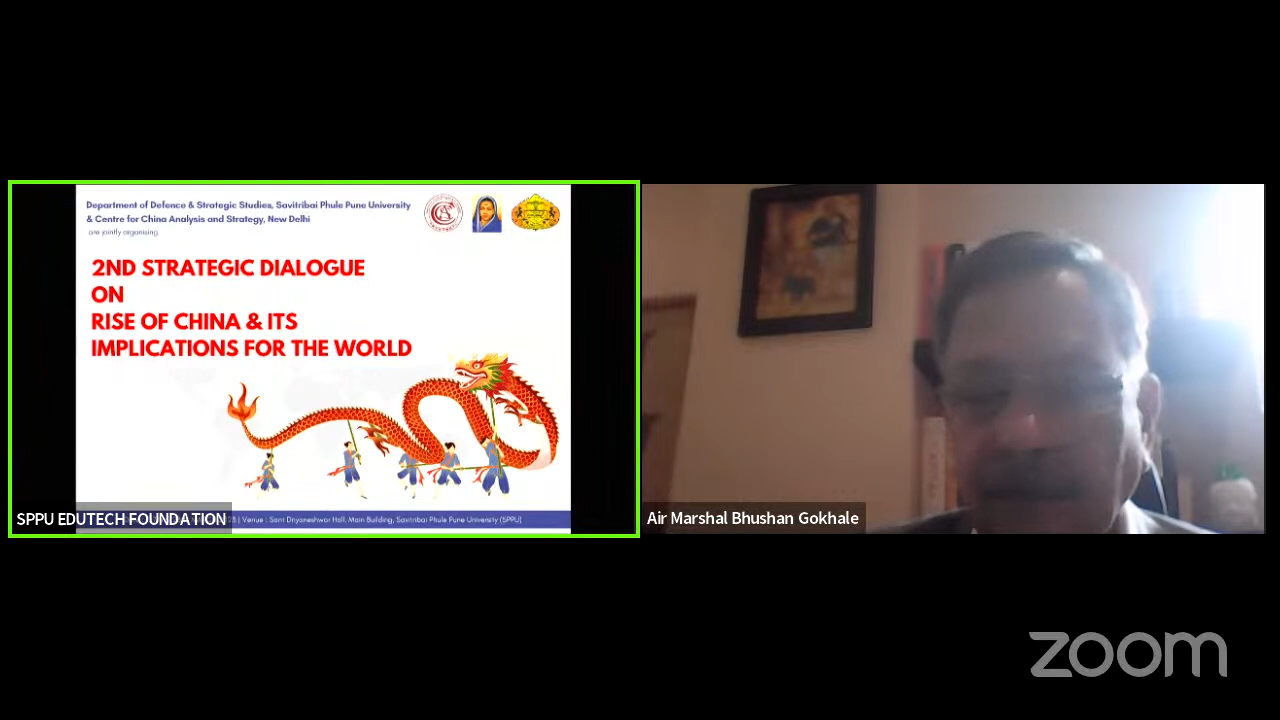 Department of Defence & Strategic Studies, Savitribai Phule Pune University
& Centre for China Analysis and Strategy, New Delhi
are jointly organising
2ND STRATEGIC DIALOGUE
ON
RISE OF CHINA & ITS
IMPLICATIONS FOR THE WORLD
| Venue : Sant Dnyaneshwar Hall, Main Building, Savitribai Phule Pune University (SPPU)
SPPU EDUTECH FOUNDATION
Air Marshal Bhushan Gokhale
zoom